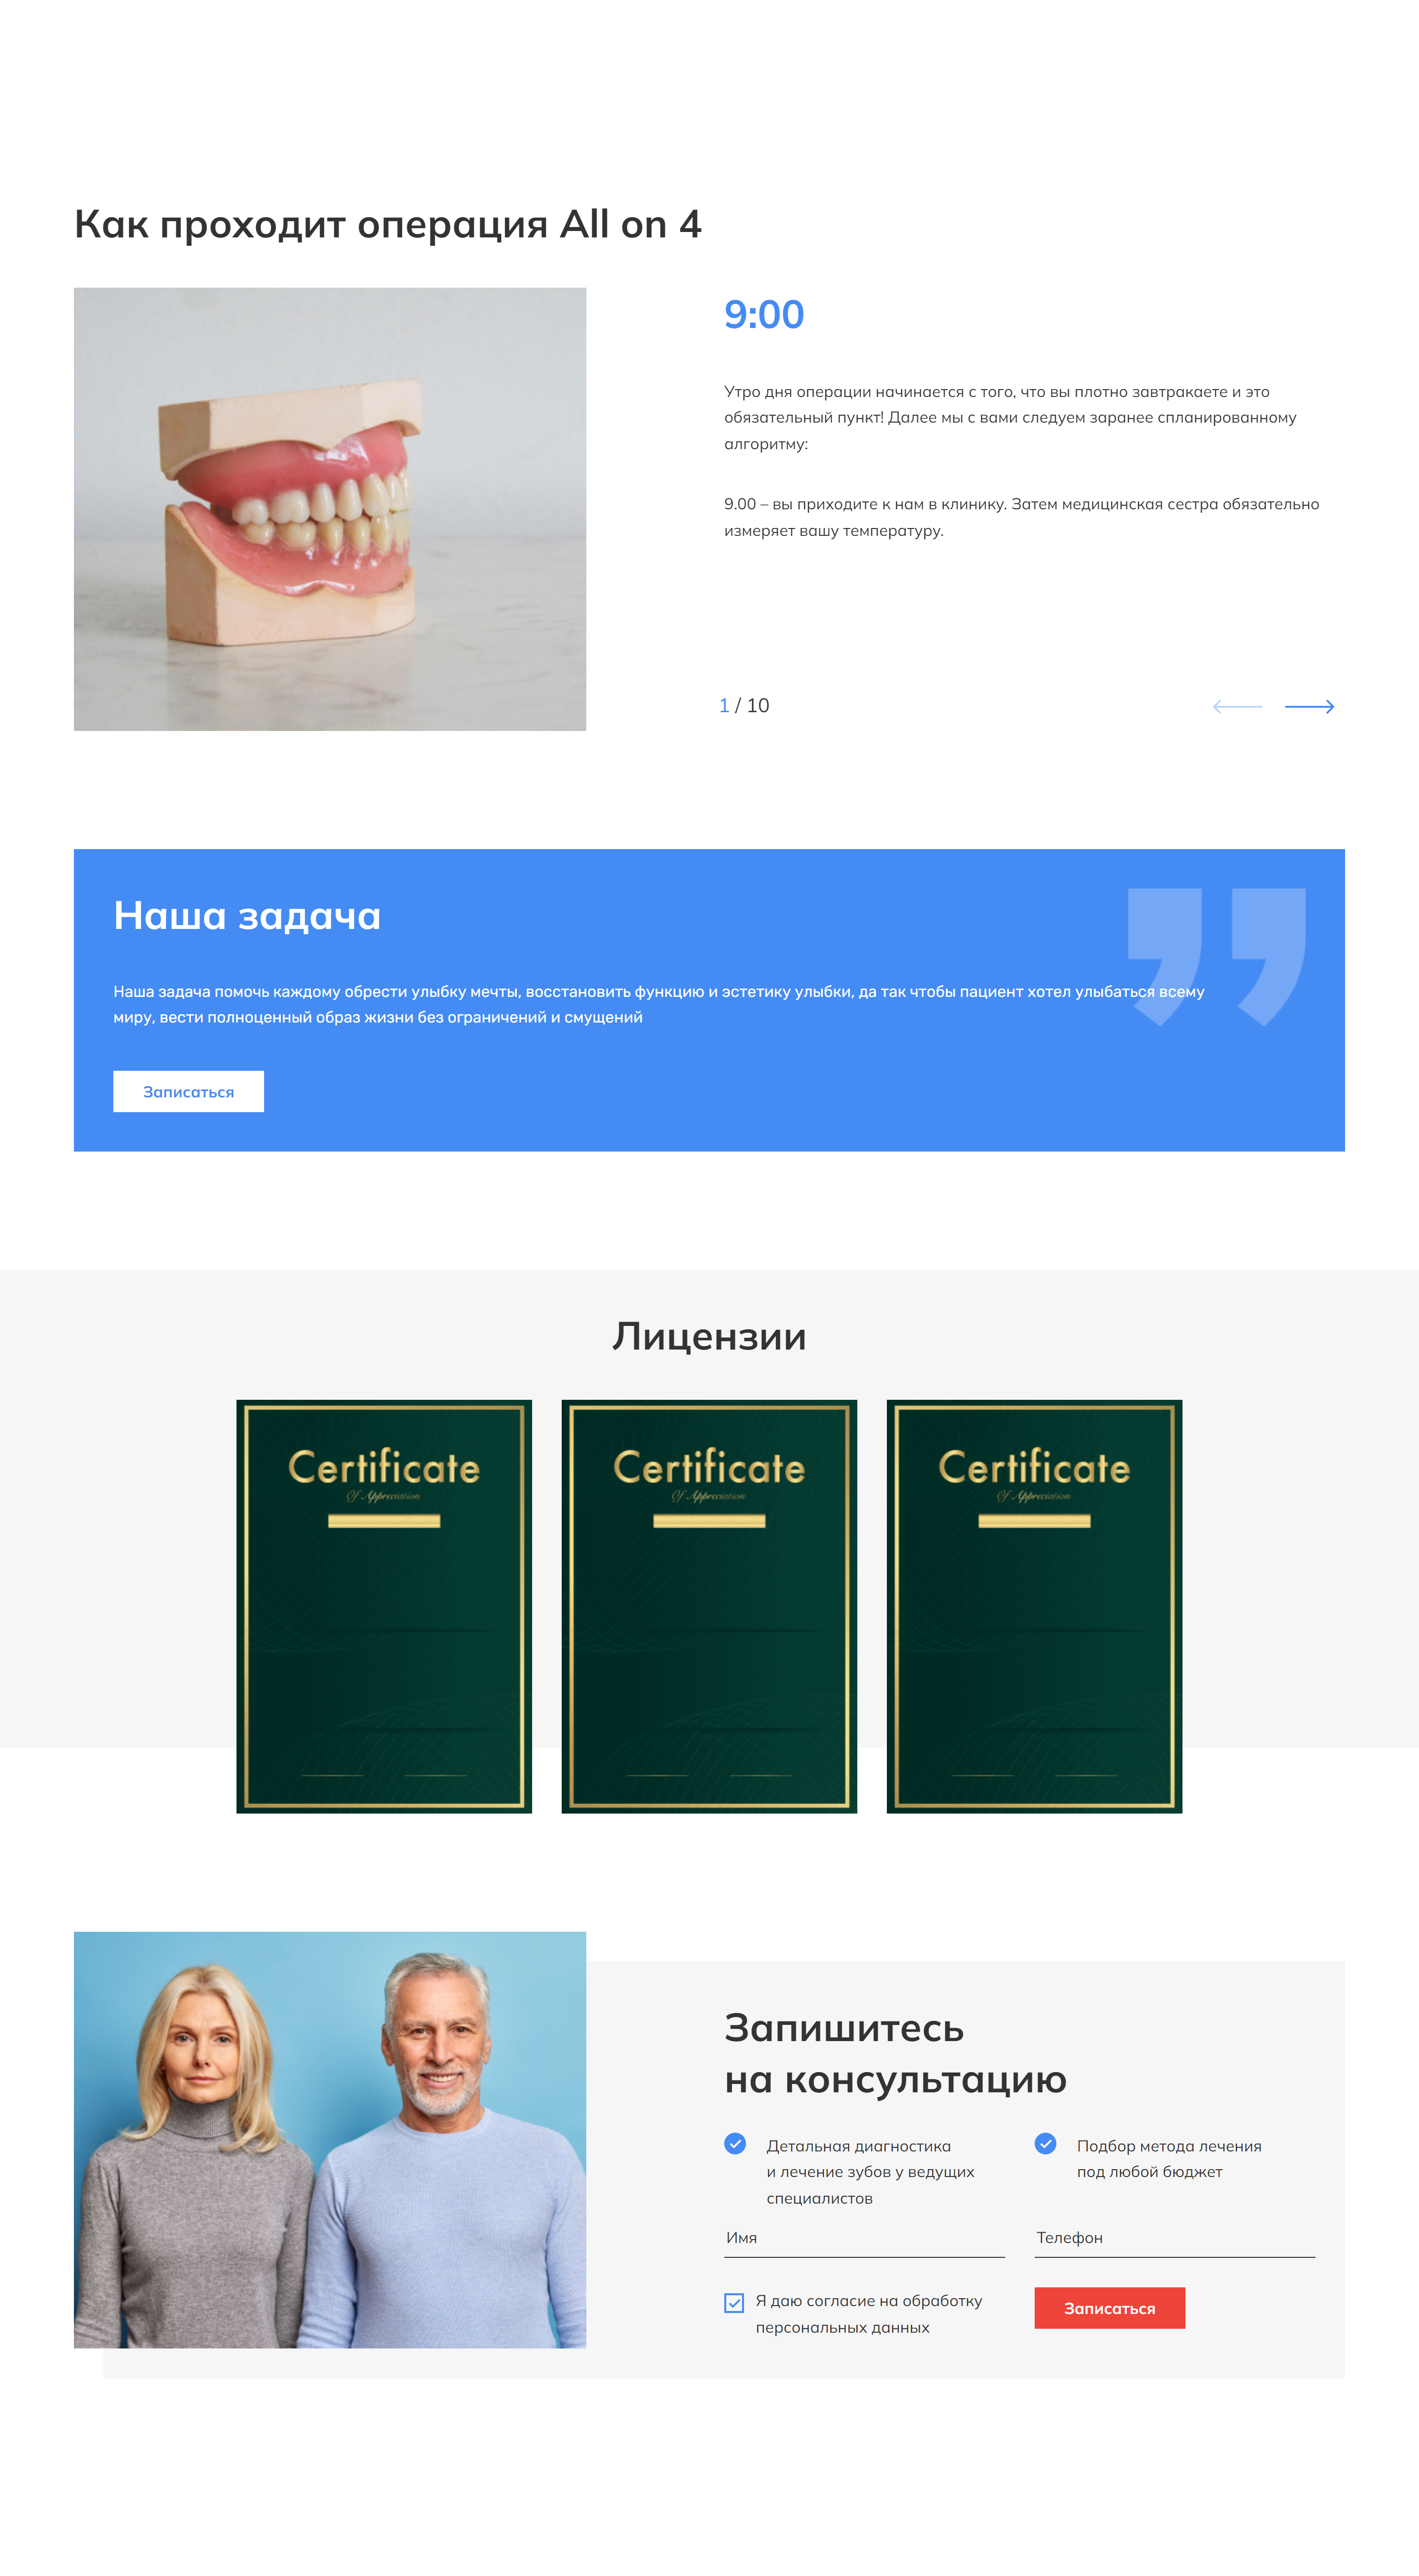 Как проходит операция All on 4
9:00
Утро дня операции начинается с того, что вы плотно завтракаете и это
обязательный пункт! Далее мы с вами следуем заранее спланированному
алгоритму:
9.00 – вы приходите к нам в клинику. Затем медицинская сестра обязательно
измеряет вашу температуру.
1 / 10
Наша задача
Наша задача помочь каждому обрести улыбку мечты, восстановить функцию и эстетику улыбки, да так чтобы пациент хотел улыбаться всему
миру, вести полноценный образ жизни без ограничений и смущений
Записаться
Лицензии
Certificate
Of Appreciation
Certificate
Of Appreciation
Certificate
Of Appreciation
Запишитесь
на консультацию
Детальная диагностика
и лечение зубов у ведущих
специалистов
Подбор метода лечения
под любой бюджет
Имя
Телефон
Я даю согласие на обработку
персональных данных
Записаться